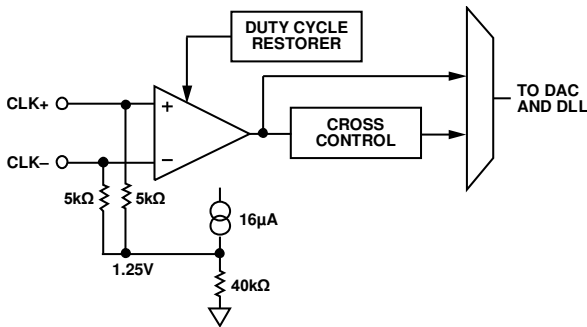 DUTY CYCLE
RESTORER
CLK+
+
TO DAC
AND DLL
CROSS
CONTROL
CLK–
–
5kΩ
5kΩ
16µA
1.25V
40kΩ